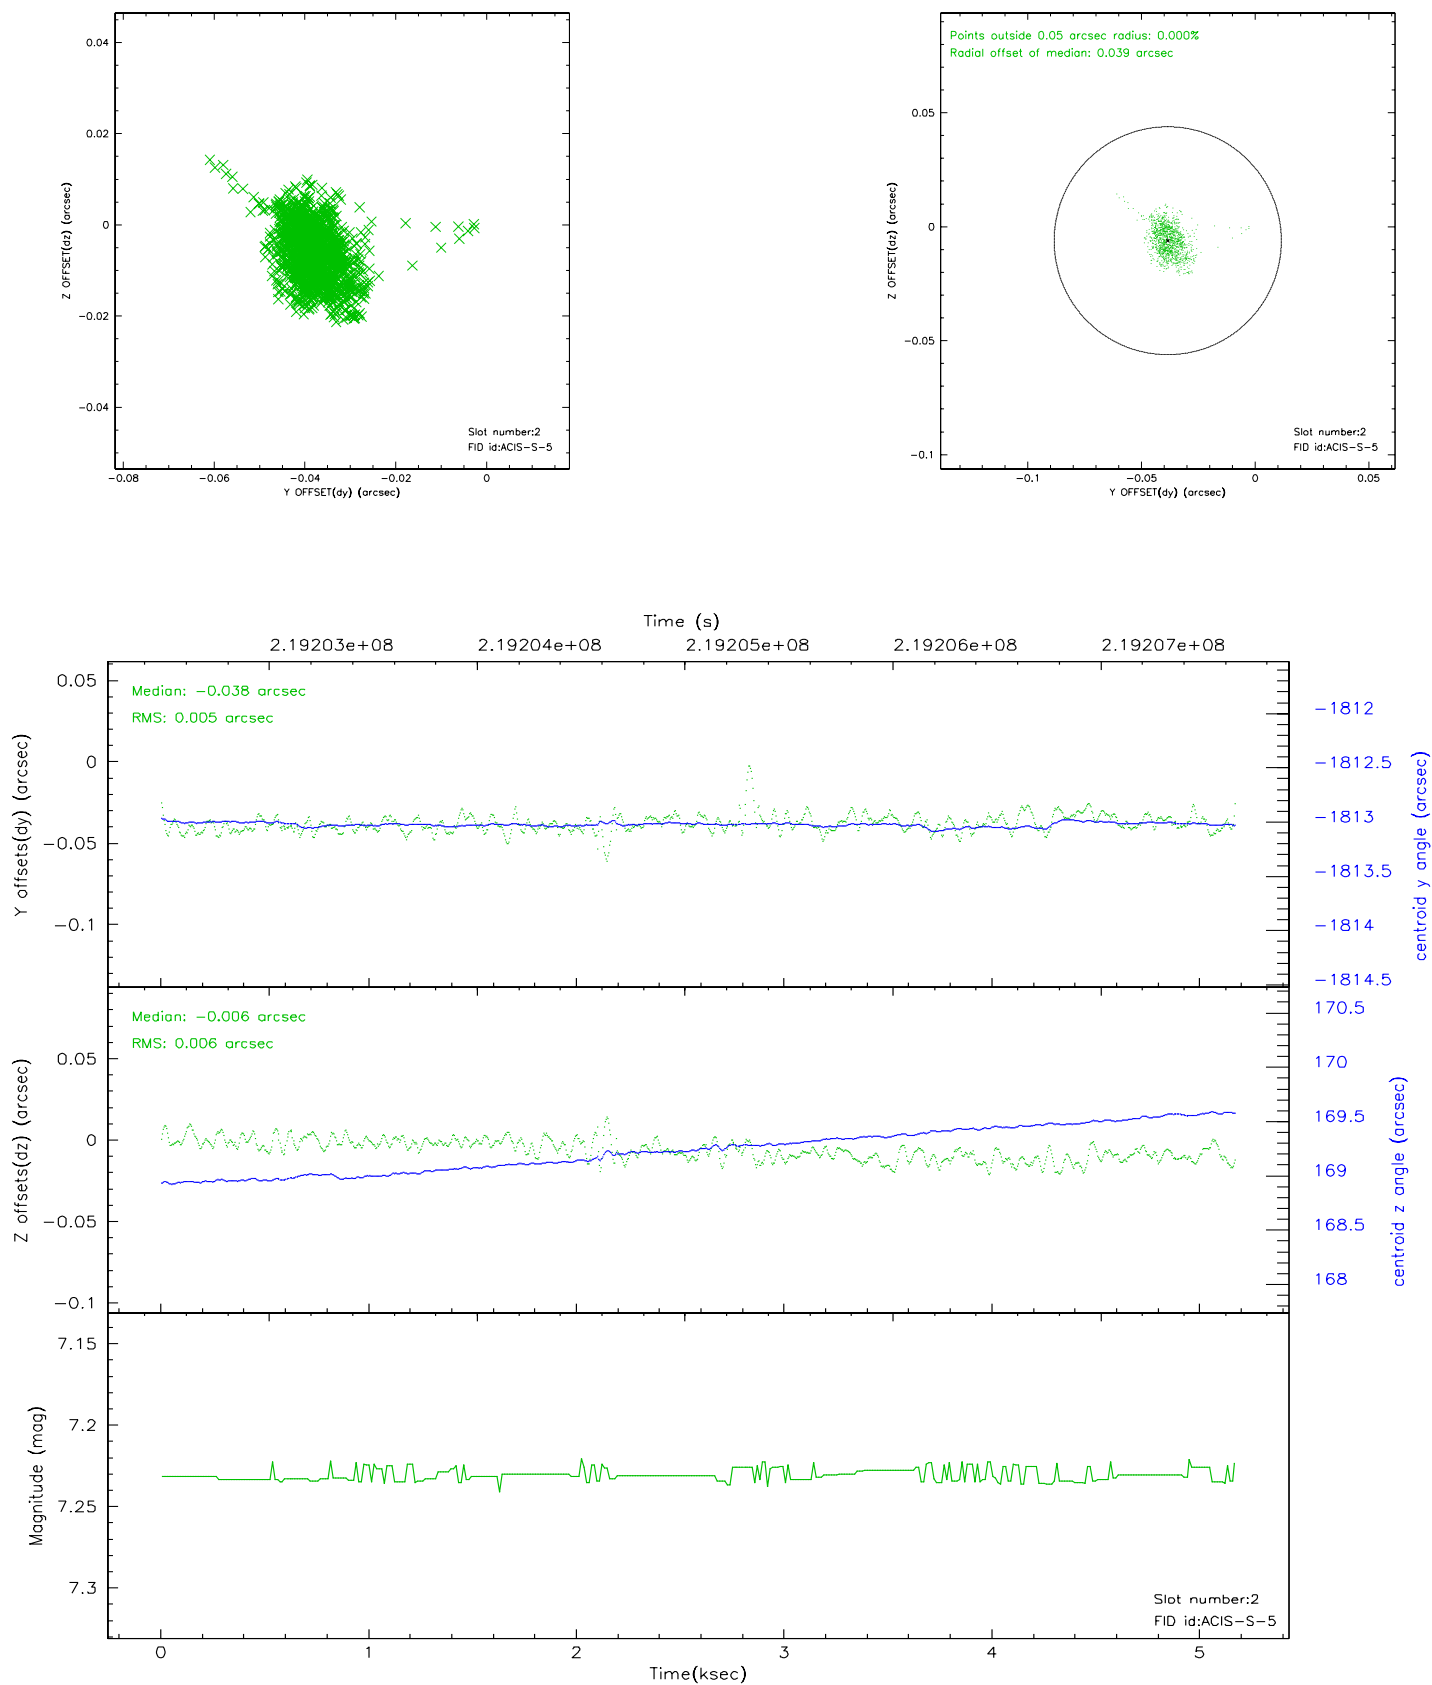 0.04
0.02
0
-0.02
-0.04
Z OFFSET(dz) (arcsec)
Slot number:2
FID id:ACIS-S-5
-0.08 -0.06 -0.04 -0.02 0
Y OFFSET(dy) (arcsec)
Points outside 0.05 arcsec radius: 0.000%
Radial offset of median: 0.039 arcsec
0.05
0
-0.05
-0.1
Z OFFSET(dz) (arcsec)
Slot number:2
FID id:ACIS-S-5
-0.1 -0.05 0 0.05
Y OFFSET(dy) (arcsec)
Time (s)
2.19203e+08 2.19204e+08 2.19205e+08 2.19206e+08 2.19207e+08
Median: -0.038 arcsec
RMS: 0.005 arcsec
0.05
0
-0.05
-0.1
Y offsets(dy) (arcsec)
-1812
-1812.5
-1813
-1813.5
-1814
-1814.5
centroid y angle (arcsec)
Median: -0.006 arcsec
RMS: 0.006 arcsec
0.05
0
-0.05
-0.1
Z offsets(dz) (arcsec)
170.5
170
169.5
169
168.5
168
centroid z angle (arcsec)
7.15
7.2
7.25
7.3
Magnitude (mag)
Slot number:2
FID id:ACIS-S-5
0 1 2 3 4 5
Time(ksec)